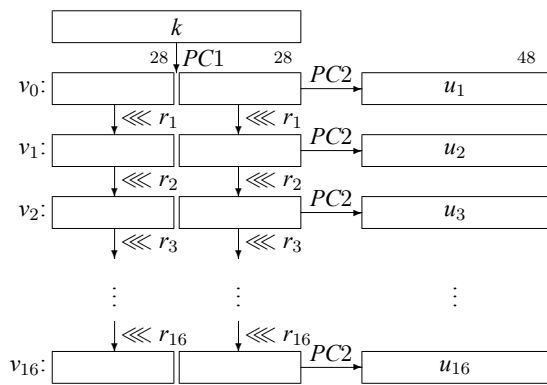 k
28 PC1 28 48
v₀: PC2 u₁
⋘ r₁ ⋘ r₁
v₁: PC2 u₂
⋘ r₂ ⋘ r₂
v₂: PC2 u₃
⋘ r₃ ⋘ r₃
⋮ ⋮ ⋮
⋘ r₁₆ ⋘ r₁₆
v₁₆: PC2 u₁₆